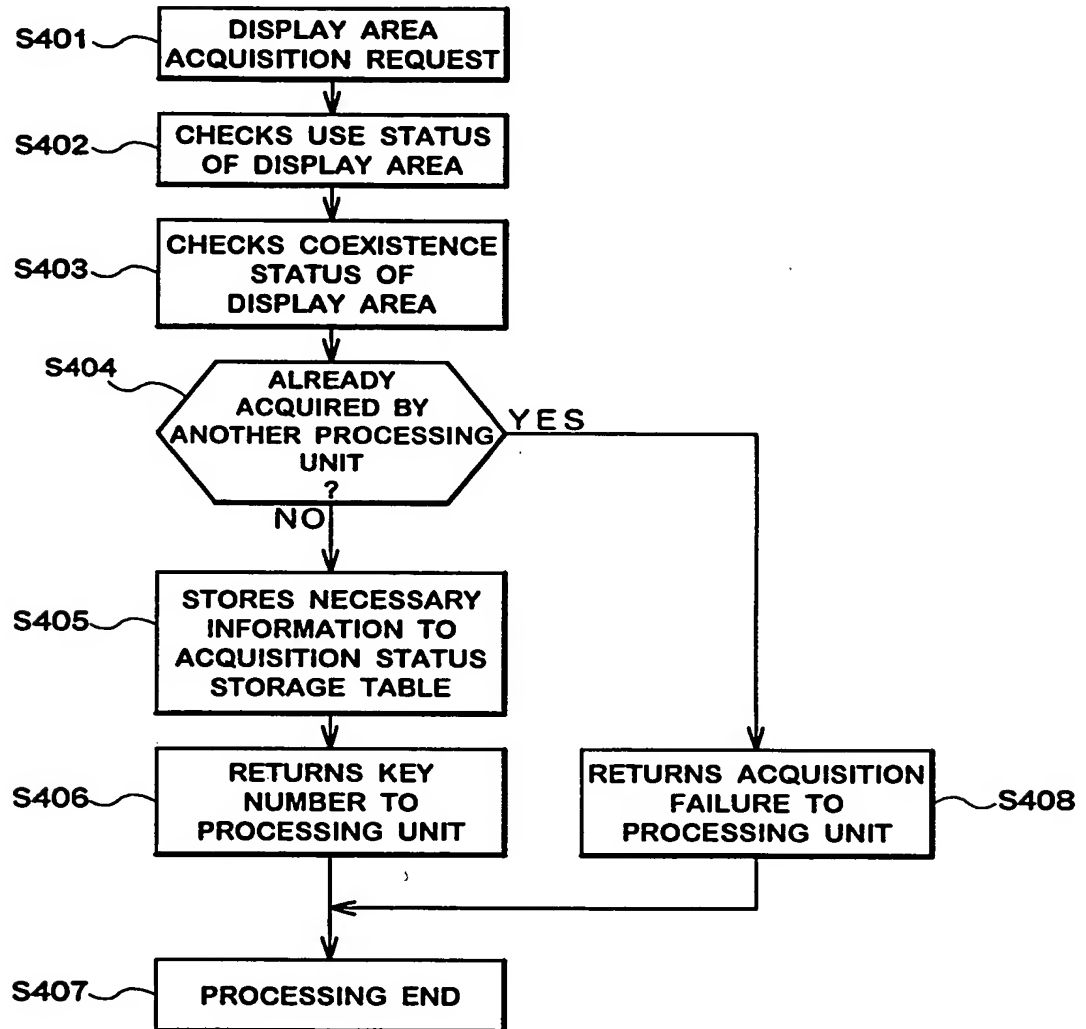 S401
DISPLAY AREA
ACQUISITION REQUEST
S402
CHECKS USE STATUS
OF DISPLAY AREA
S403
CHECKS COEXISTENCE
STATUS OF
DISPLAY AREA
S404
ALREADY
ACQUIRED BY
ANOTHER PROCESSING
UNIT
?
YES
NO
S405
STORES NECESSARY
INFORMATION TO
ACQUISITION STATUS
STORAGE TABLE
S406
RETURNS KEY
NUMBER TO
PROCESSING UNIT
RETURNS ACQUISITION
FAILURE TO
PROCESSING UNIT
S408
S407
PROCESSING END